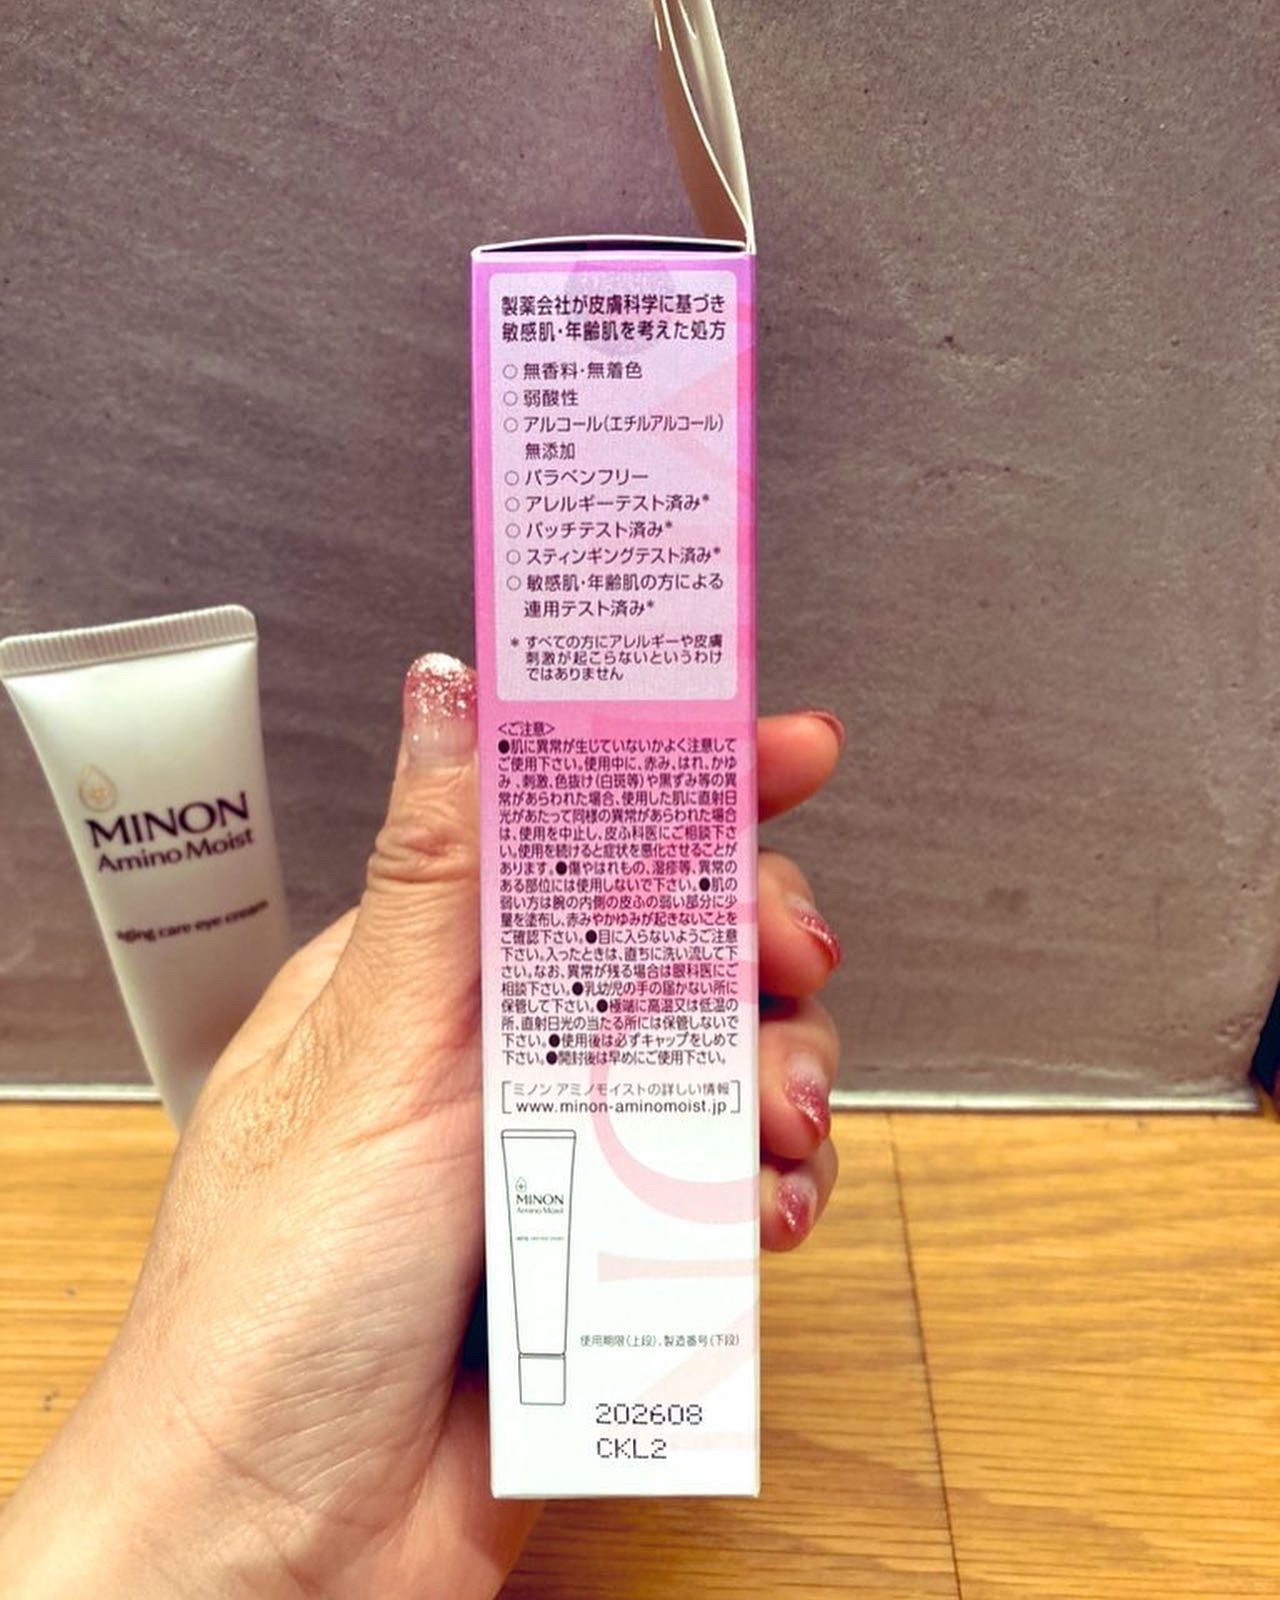 製薬会社が皮膚科学に基づき
敏感肌・年齢肌を考えた処方
○ 無香料・無着色
○ 弱酸性
○ アルコール(エチルアルコール)
無添加
○ パラベンフリー
○ アレルギーテスト済み*
○ パッチテスト済み*
○ スティンギングテスト済み*
○ 敏感肌・年齢肌の方による
連用テスト済み*
* すべての方にアレルギーや皮膚
刺激が起こらないというわけ
ではありません
<ご注意>
●肌に異常が生じていないかよく注意して
ご使用下さい。使用中に、赤み、はれ、かゆ
み、刺激、色抜け(白斑等)や黒ずみ等の異
常があらわれた場合、使用した肌に直射日
光があたって同様の異常があらわれた場合
は、使用を中止し、皮ふ科医にご相談下さ
い。使用を続けると症状を悪化させることが
あります。●傷やはれもの、湿疹等、異常の
ある部位には使用しないで下さい。●肌の
弱い方は腕の内側の皮ふの弱い部分に少
量を塗布し、赤みやかゆみが起きないことを
ご確認下さい。●目に入らないようご注意
下さい。入ったときは、直ちに洗い流して下
さい。なお、異常が残る場合は眼科医にご
相談下さい。●乳幼児の手の届かない所に
保管して下さい。●極端に高温又は低温の
所、直射日光の当たる所には保管しないで
下さい。●使用後は必ずキャップをしめて
下さい。●開封後は早めにご使用下さい。
[ミノン アミノモイストの詳しい情報
www.minon-aminomoist.jp]
MINON
Amino Moist
aging care eye cream
使用期限(上段)、製造番号(下段)
202608
CKL2
MINON
Amino Moist
aging care eye cream